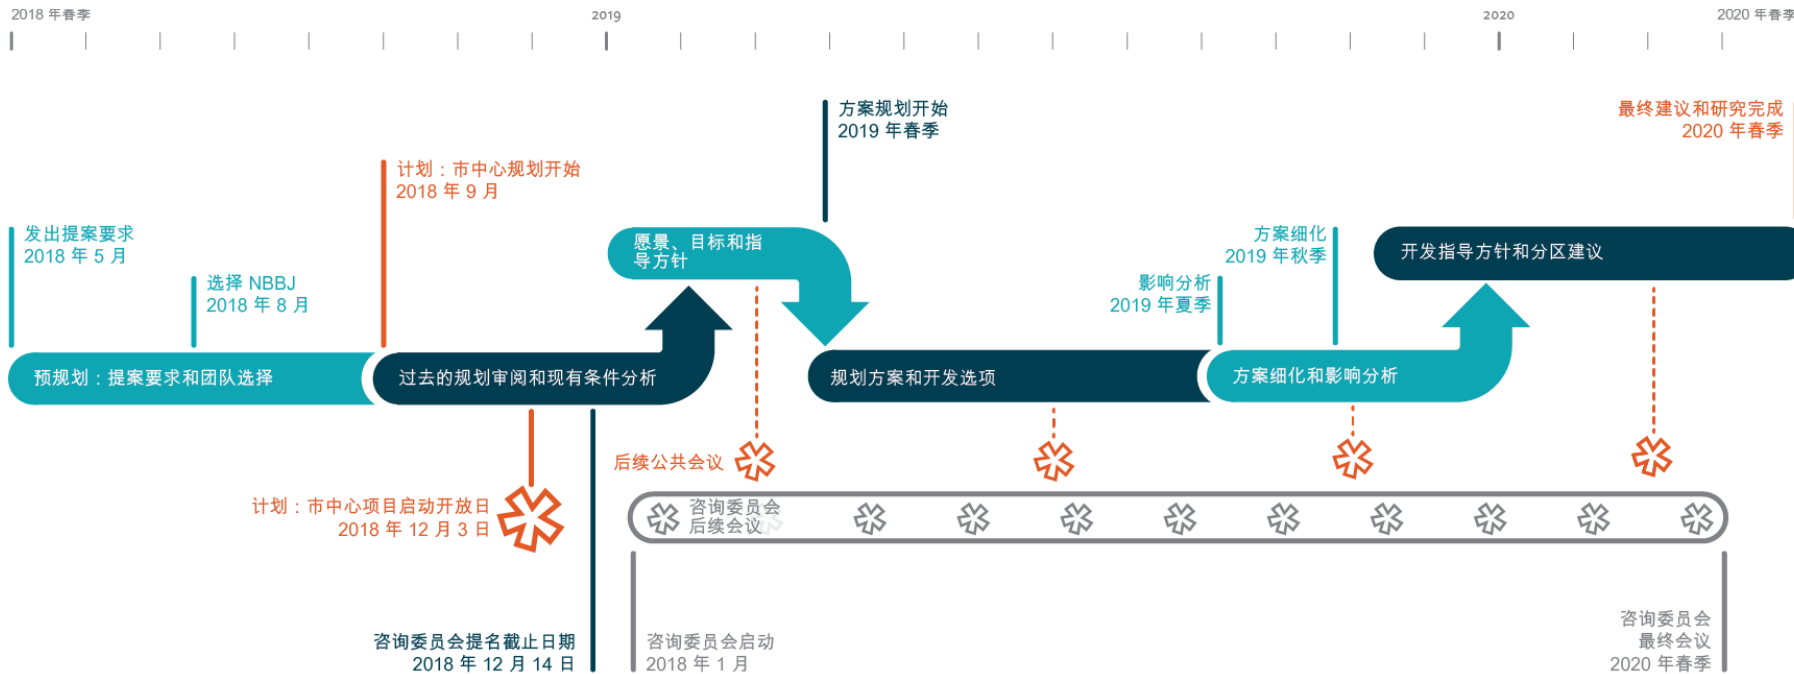 2018 年春季
2019
2020
2020 年春季
方案规划开始
2019 年春季
最终建议和研究完成
2020 年春季
计划：市中心规划开始
2018 年 9 月
发出提案要求
2018 年 5 月
选择 NBBJ
2018 年 8 月
愿景、目标和指
导方针
方案细化
2019 年秋季
影响分析
2019 年夏季
开发指导方针和分区建议
预规划：提案要求和团队选择
过去的规划审阅和现有条件分析
规划方案和开发选项
方案细化和影响分析
后续公共会议
计划：市中心项目启动开放日
2018 年 12 月 3 日
咨询委员会
后续会议
咨询委员会提名截止日期
2018 年 12 月 14 日
咨询委员会启动
2018 年 1 月
咨询委员会
最终会议
2020 年春季